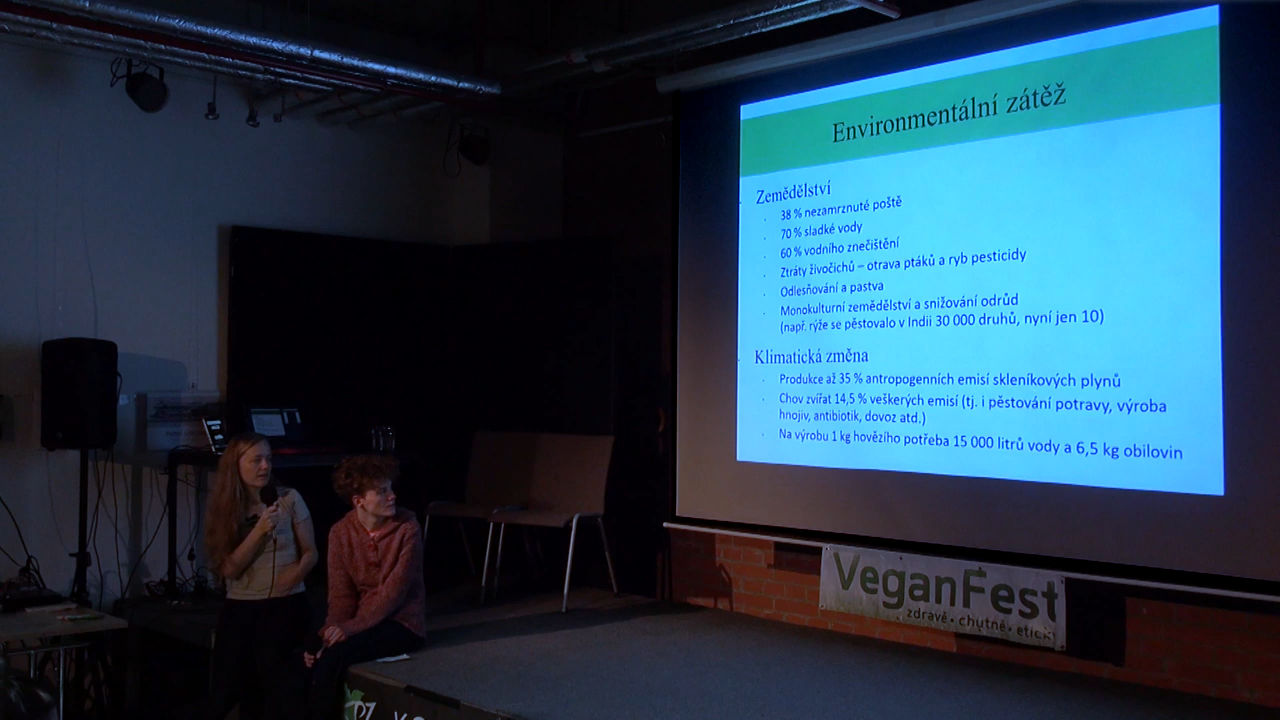 Environmentální zátěž
Zemědělství
38 % nezamrznuté poště
70 % sladké vody
60 % vodního znečištění
Ztráty živočichů – otrava ptáků a ryb pesticidy
Odlesňování a pastva
Monokulturní zemědělství a snižování odrůd
(např. rýže se pěstovalo v Indii 30 000 druhů, nyní jen 10)
Klimatická změna
Produkce až 35 % antropogenních emisí skleníkových plynů
Chov zvířat 14,5 % veškerých emisí (tj. i pěstování potravy, výroba
hnojiv, antibiotik, dovoz atd.)
Na výrobu 1 kg hovězího potřeba 15 000 litrů vody a 6,5 kg obilovin
VeganFest
zdravě • chutně • eticky